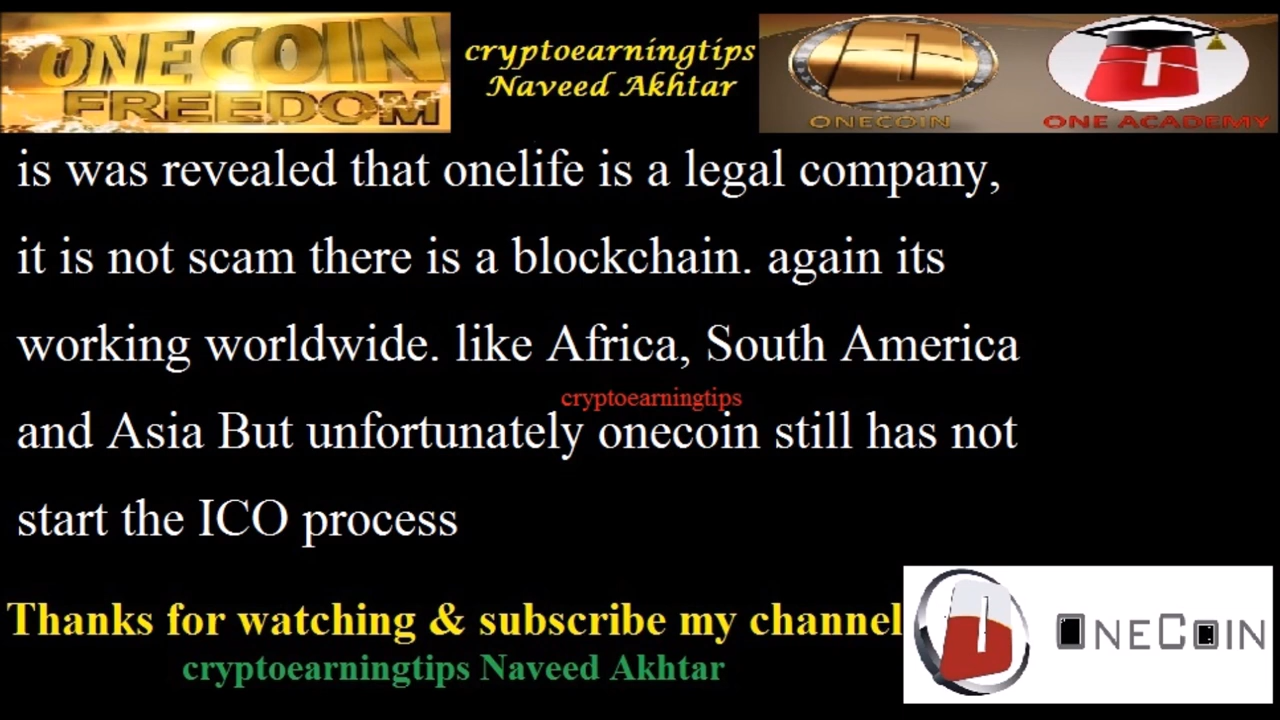 ONE COIN
FREEDOM
cryptoearningtips
Naveed Akhtar
ONECOIN
ONE ACADEMY
is was revealed that onelife is a legal company,
it is not scam there is a blockchain. again its
working worldwide. like Africa, South America
cryptoearningtips
and Asia But unfortunately onecoin still has not
start the ICO process
Thanks for watching & subscribe my channel
cryptoearningtips Naveed Akhtar
ONECOIN